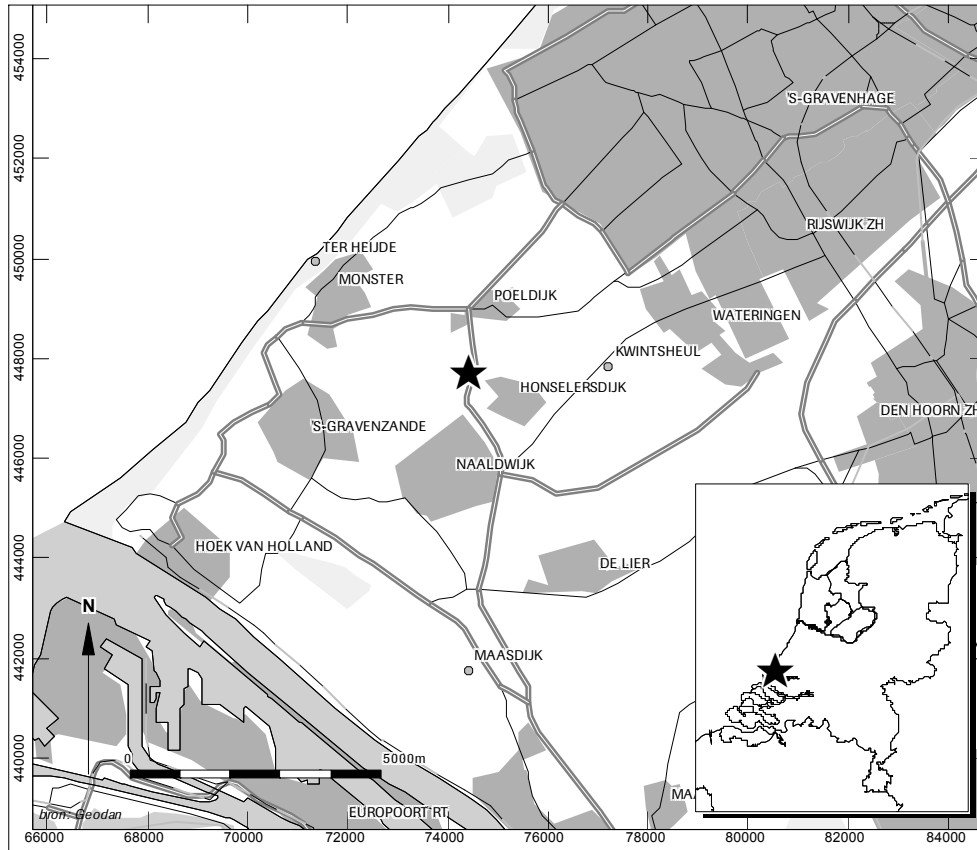 454000
'S-GRAVENHAGE
452000
RIJSWIJK ZH
TER HEIJDE
450000
MONSTER
POELDIJK
WATERINGEN
KWINTSHEUL
448000
HONSELERSDIJK
DEN HOORN ZH
'S-GRAVENZANDE
NAALDWIJK
446000
HOEK VAN HOLLAND
DE LIER
444000
N
MAASDIJK
442000
0 5000m
440000
MA
EUROPOORT RT
bron: Geodan
66000 68000 70000 72000 74000 76000 78000 80000 82000 84000